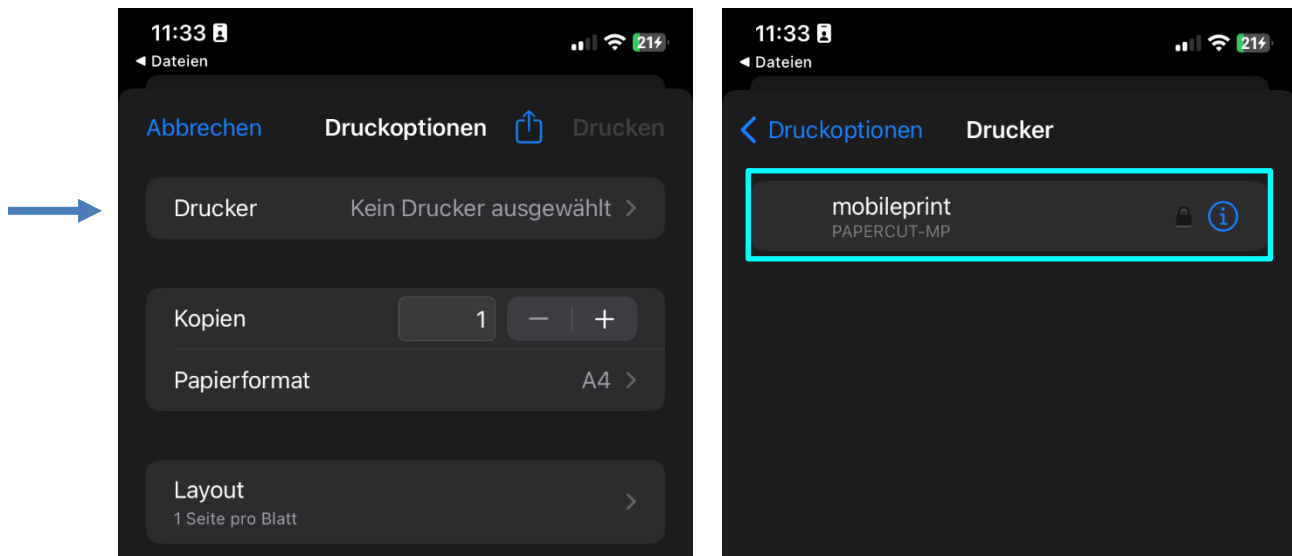 11:33
21
◀ Dateien
Abbrechen Druckoptionen Drucken
Drucker Kein Drucker ausgewählt >
Kopien 1 − +
Papierformat A4 >
Layout >
1 Seite pro Blatt
11:33
21
◀ Dateien
Druckoptionen Drucker
mobileprint
PAPERCUT-MP